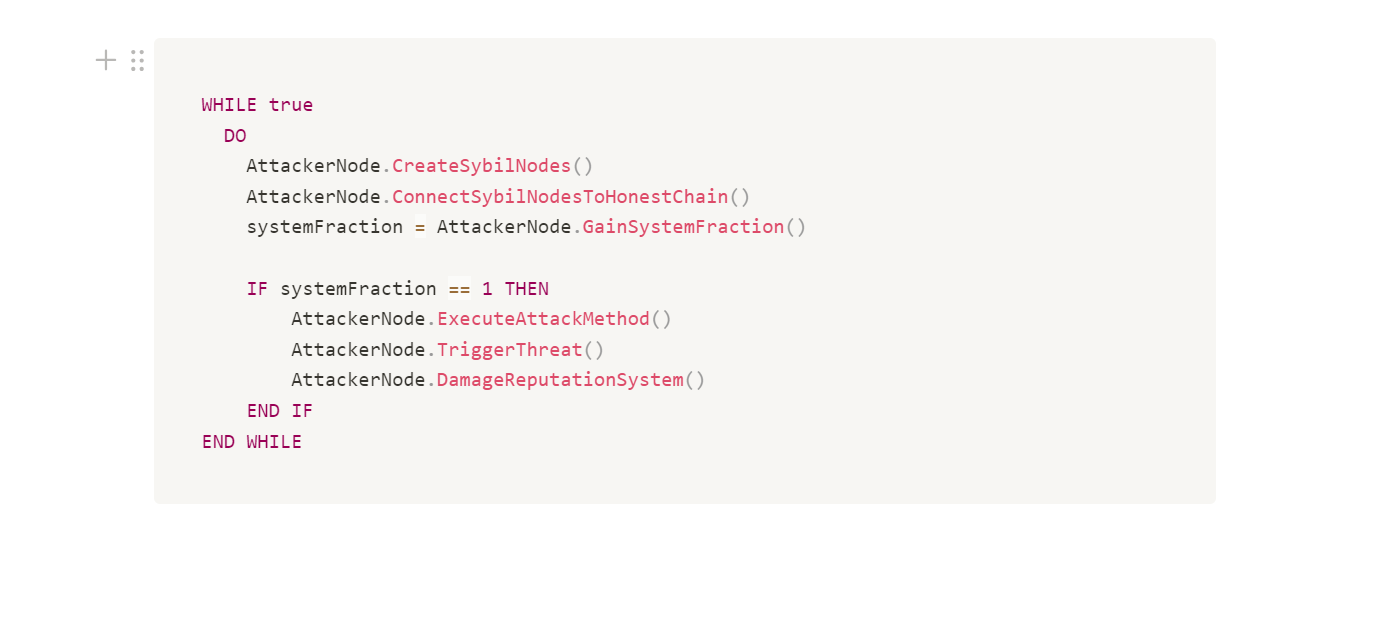 WHILE true
DO
AttackerNode.CreateSybilNodes()
AttackerNode.ConnectSybilNodesToHonestChain()
systemFraction = AttackerNode.GainSystemFraction()
IF systemFraction == 1 THEN
AttackerNode.ExecuteAttackMethod()
AttackerNode.TriggerThreat()
AttackerNode.DamageReputationSystem()
END IF
END WHILE